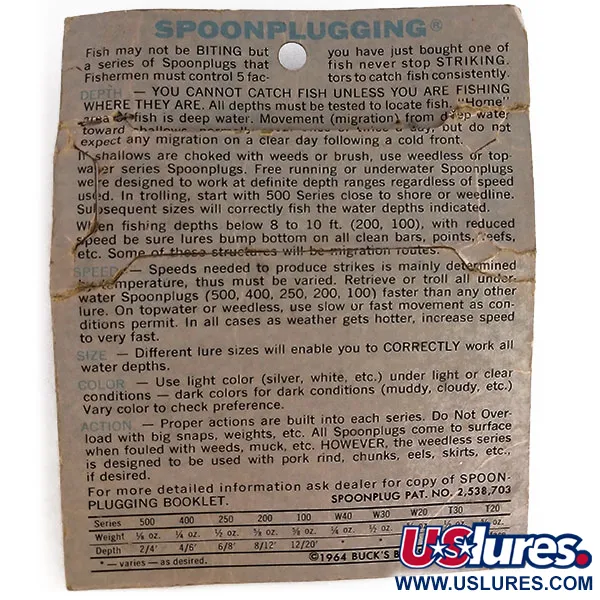 SPOONPLUGGING®
Fish may not be BITING but you have just bought one of
a series of Spoonplugs that fish never stop STRIKING.
Fishermen must control 5 factors to catch fish consistently.
DEPTH — YOU CANNOT CATCH FISH UNLESS YOU ARE FISHING
WHERE THEY ARE. All depths must be tested to locate fish. "Home"
area of fish is deep water. Movement (migration) from deep water
toward shallows, a day, but do not
expect any migration on a clear day following a cold front.
If shallows are choked with weeds or brush, use weedless or top-
water series Spoonplugs. Free running or underwater Spoonplugs
were designed to work at definite depth ranges regardless of speed
used. In trolling, start with 500 Series close to shore or weedline.
Subsequent sizes will correctly fish the water depths indicated.
When fishing depths below 8 to 10 ft. (200, 100), with reduced
speed be sure lures bump bottom on all clean bars, points, reefs,
etc. Some of these structures will be migration routes.
SPEED — Speeds needed to produce strikes is mainly determined
by temperature, thus must be varied. Retrieve or troll all under-
water Spoonplugs (500, 400, 250, 200, 100) faster than any other
lure. On topwater or weedless, use slow or fast movement as con-
ditions permit. In all cases as weather gets hotter, increase speed
to very fast.
SIZE — Different lure sizes will enable you to CORRECTLY work all
water depths.
COLOR — Use light color (silver, white, etc.) under light or clear
conditions — dark colors for dark conditions (muddy, cloudy, etc.)
Vary color to check preference.
ACTION — Proper actions are built into each series. Do Not Over-
load with big snaps, weights, etc. All Spoonplugs come to surface
when fouled with weeds, muck, etc. HOWEVER, the weedless series
is designed to be used with pork rind, chunks, eels, skirts, etc.,
if desired.
For more detailed information ask dealer for copy of SPOON-
PLUGGING BOOKLET. SPOONPLUG PAT. NO. 2,538,703
Series 500 400 250 200 100 W40 W30 W20 T30 T20
Weight ⅛ oz. ¼ oz. ½ oz.
Depth 2/4' 4/6' 6/8' 8/12' 12/20' * *
* — varies — as desired. ©1964 BUCK'S B
USlures.
WWW.USLURES.COM